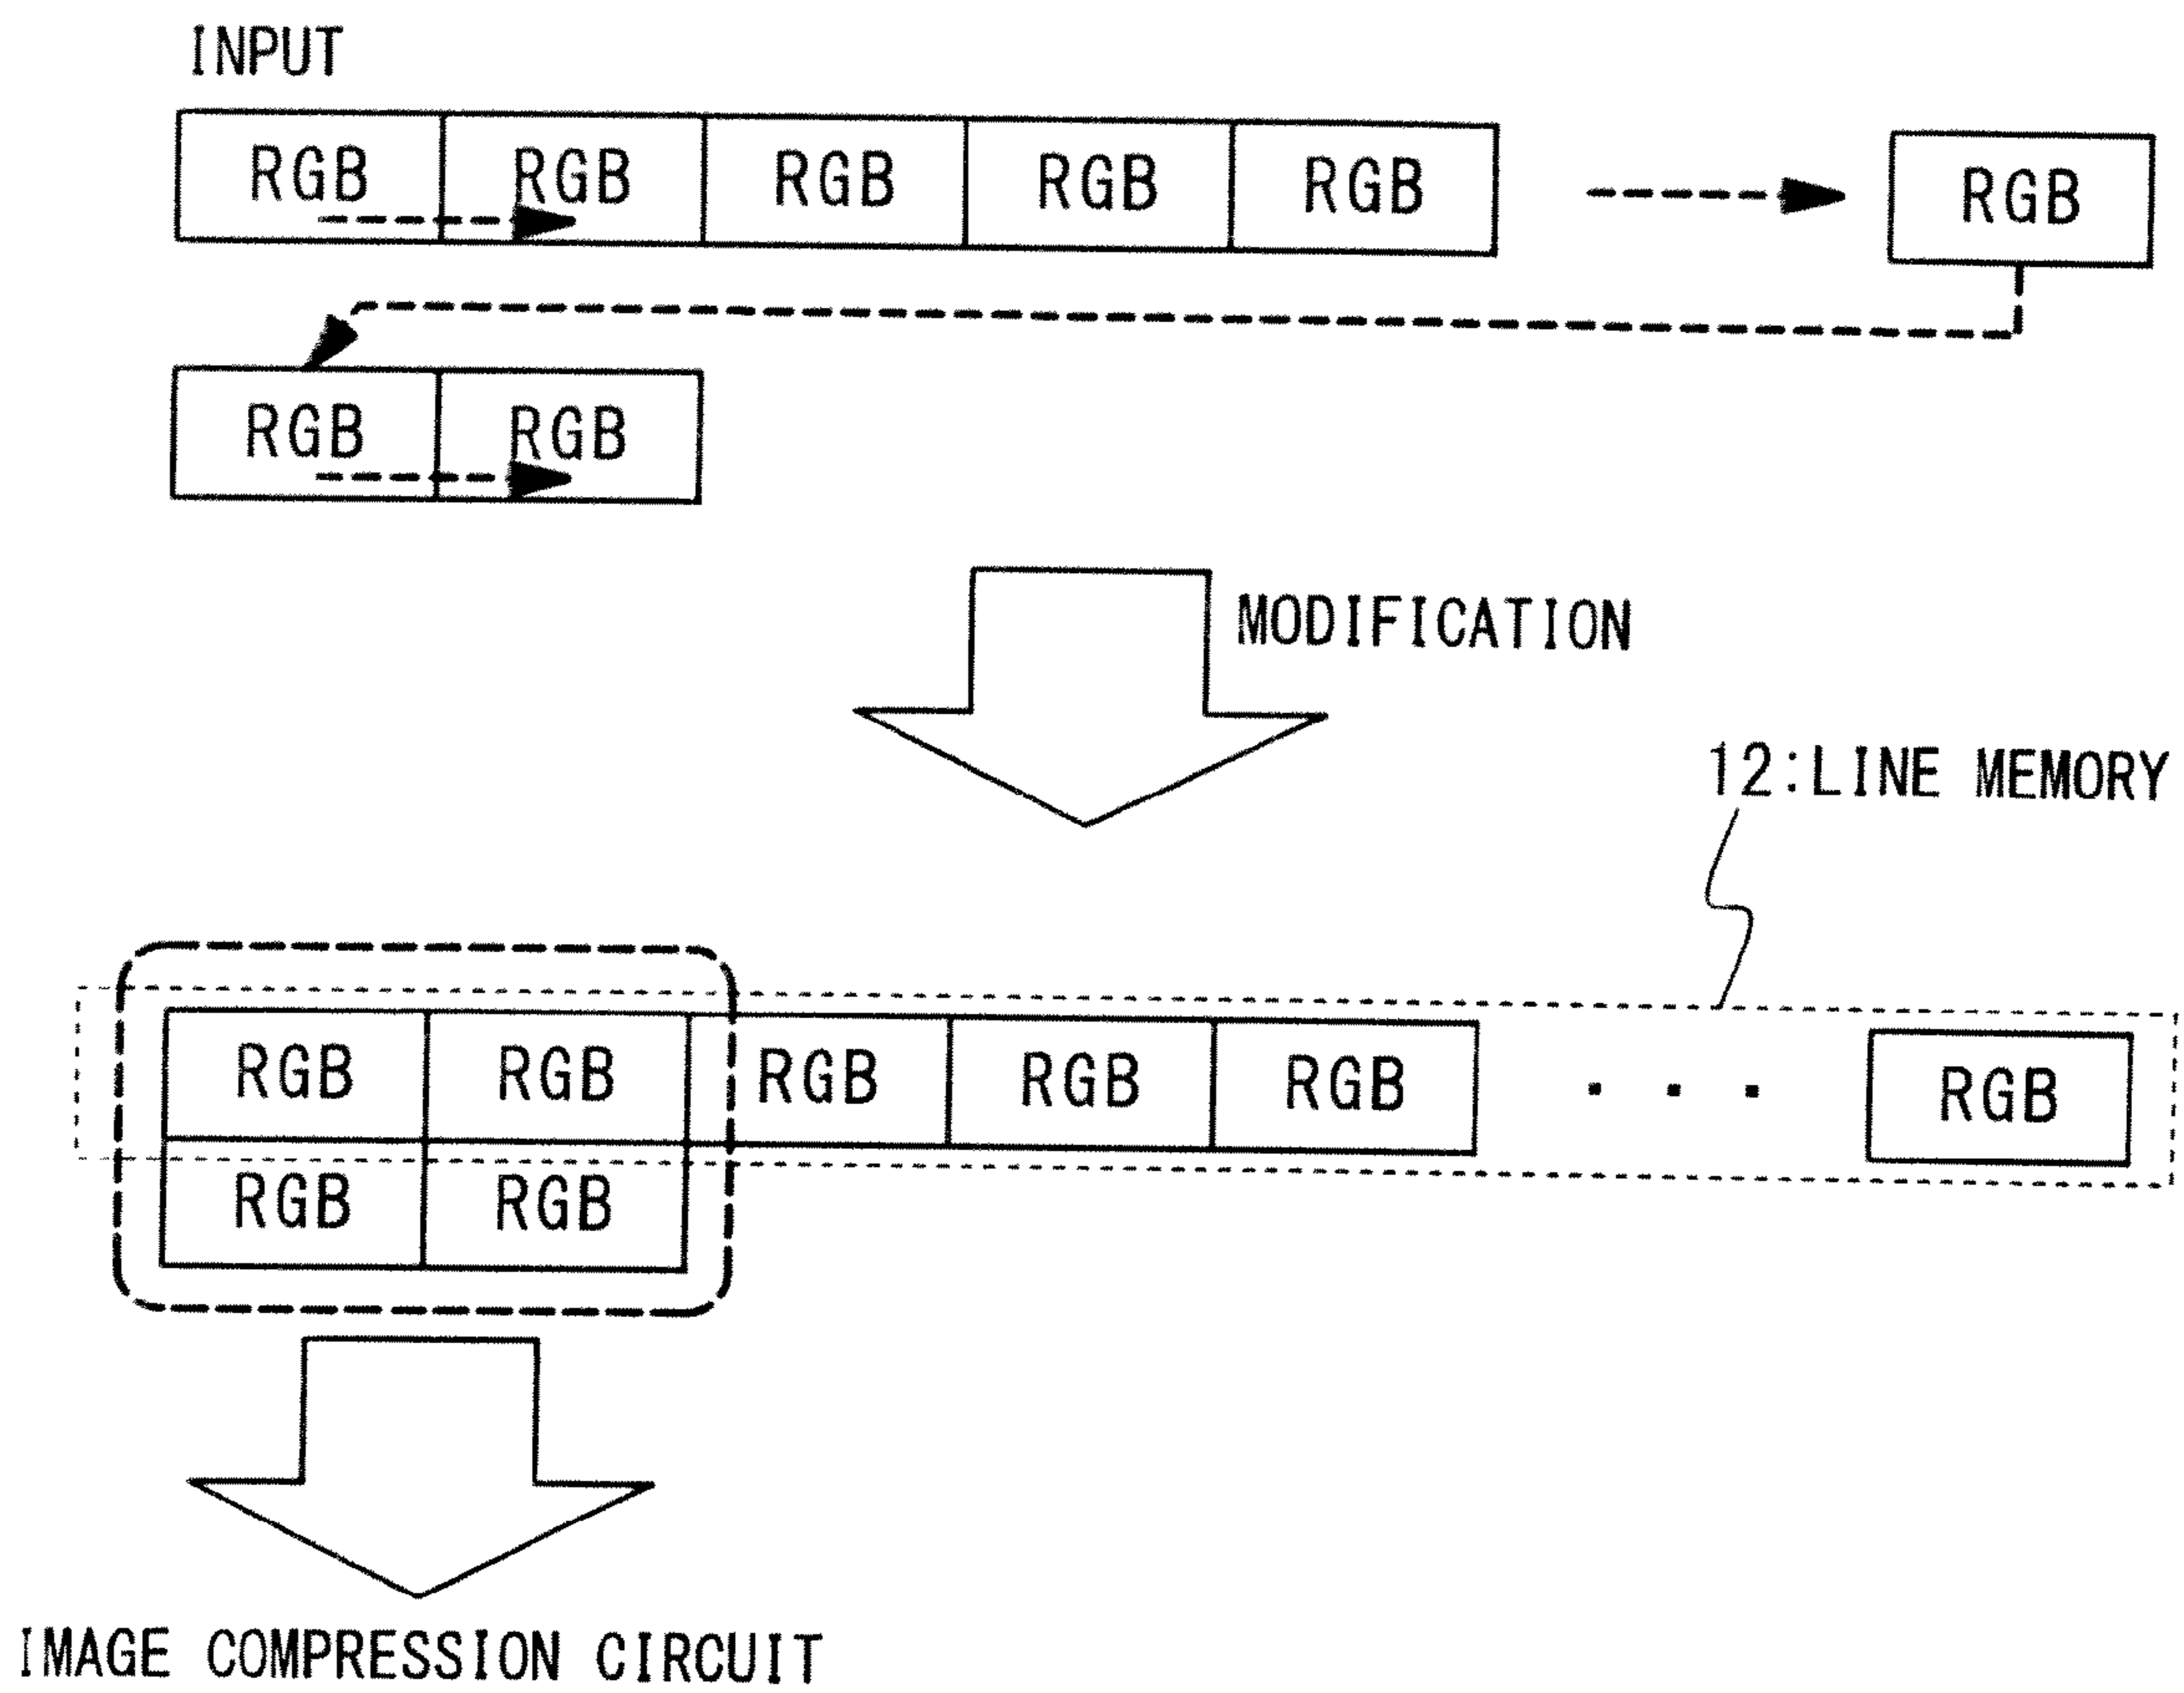 INPUT
RGB RGB RGB RGB RGB RGB
RGB RGB
MODIFICATION
12:LINE MEMORY
RGB RGB RGB RGB RGB . . . RGB
RGB RGB
IMAGE COMPRESSION CIRCUIT